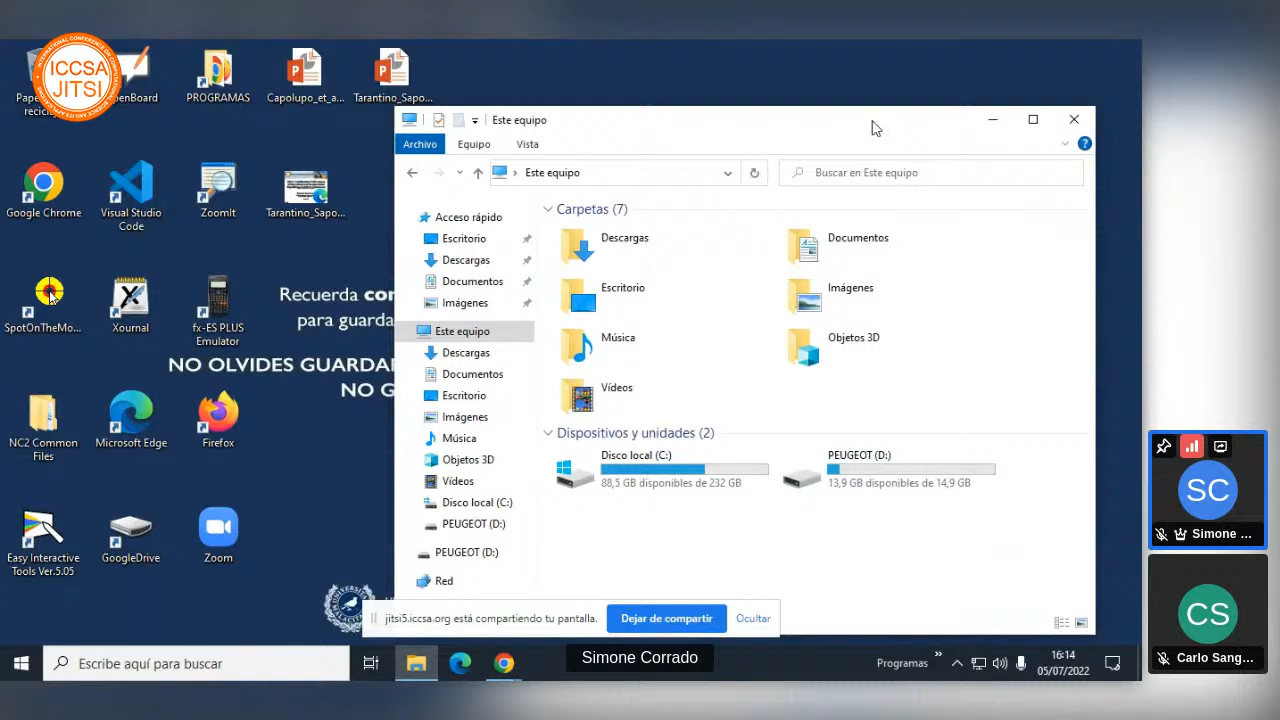 ICCSA
JITSI
OpenBoard
PROGRAMAS
Capolupo_et_a...
Tarantino_Sapo...
Google Chrome
Visual Studio
Code
ZoomIt
Tarantino_Sapo...
SpotOnTheMo...
Xournal
fx-ES PLUS
Emulator
NC2 Common
Files
Microsoft Edge
Firefox
Easy Interactive
Tools Ver.5.05
GoogleDrive
Zoom
Recuerda
para guarda
NO OLVIDES GUARDAR
NO
Este equipo
Archivo
Equipo
Vista
Este equipo
Buscar en Este equipo
Acceso rápido
Escritorio
Descargas
Documentos
Imágenes
Este equipo
Descargas
Documentos
Escritorio
Imágenes
Música
Objetos 3D
Vídeos
Disco local (C:)
PEUGEOT (D:)
PEUGEOT (D:)
Red
Carpetas (7)
Descargas
Documentos
Escritorio
Imágenes
Música
Objetos 3D
Vídeos
Dispositivos y unidades (2)
Disco local (C:)
88,5 GB disponibles de 232 GB
PEUGEOT (D:)
13,9 GB disponibles de 14,9 GB
jitsi5.iccsa.org está compartiendo tu pantalla.
Dejar de compartir
Ocultar
Escribe aquí para buscar
Simone Corrado
Programas
16:14
05/07/2022
SC
Simone ...
CS
Carlo Sang...